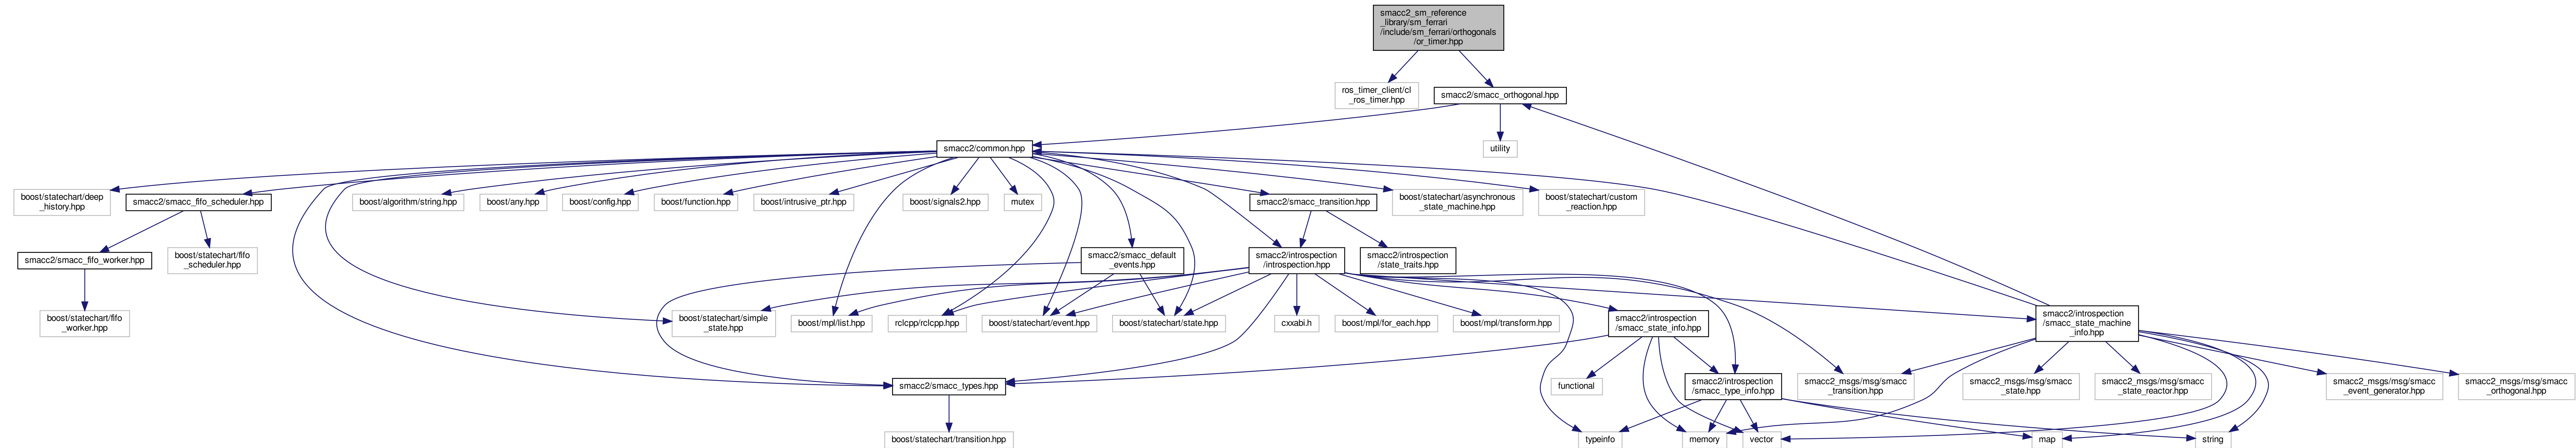 smacc2_sm_reference
_library/sm_ferrari
/include/sm_ferrari/orthogonals
/or_timer.hpp
ros_timer_client/cl
_ros_timer.hpp
smacc2/smacc_orthogonal.hpp
smacc2/common.hpp
utility
boost/statechart/deep
_history.hpp
smacc2/smacc_fifo_scheduler.hpp
boost/algorithm/string.hpp
boost/any.hpp
boost/config.hpp
boost/function.hpp
boost/intrusive_ptr.hpp
boost/signals2.hpp
mutex
smacc2/smacc_transition.hpp
boost/statechart/asynchronous
_state_machine.hpp
boost/statechart/custom
_reaction.hpp
smacc2/smacc_fifo_worker.hpp
boost/statechart/fifo
_scheduler.hpp
smacc2/smacc_default
_events.hpp
smacc2/introspection
/introspection.hpp
smacc2/introspection
/state_traits.hpp
boost/statechart/fifo
_worker.hpp
boost/statechart/simple
_state.hpp
boost/mpl/list.hpp
rclcpp/rclcpp.hpp
boost/statechart/event.hpp
boost/statechart/state.hpp
cxxabi.h
boost/mpl/for_each.hpp
boost/mpl/transform.hpp
smacc2/introspection
/smacc_state_info.hpp
smacc2/introspection
/smacc_state_machine
_info.hpp
smacc2/smacc_types.hpp
functional
smacc2/introspection
/smacc_type_info.hpp
smacc2_msgs/msg/smacc
_transition.hpp
smacc2_msgs/msg/smacc
_state.hpp
smacc2_msgs/msg/smacc
_state_reactor.hpp
smacc2_msgs/msg/smacc
_event_generator.hpp
smacc2_msgs/msg/smacc
_orthogonal.hpp
boost/statechart/transition.hpp
typeinfo
memory
vector
map
string